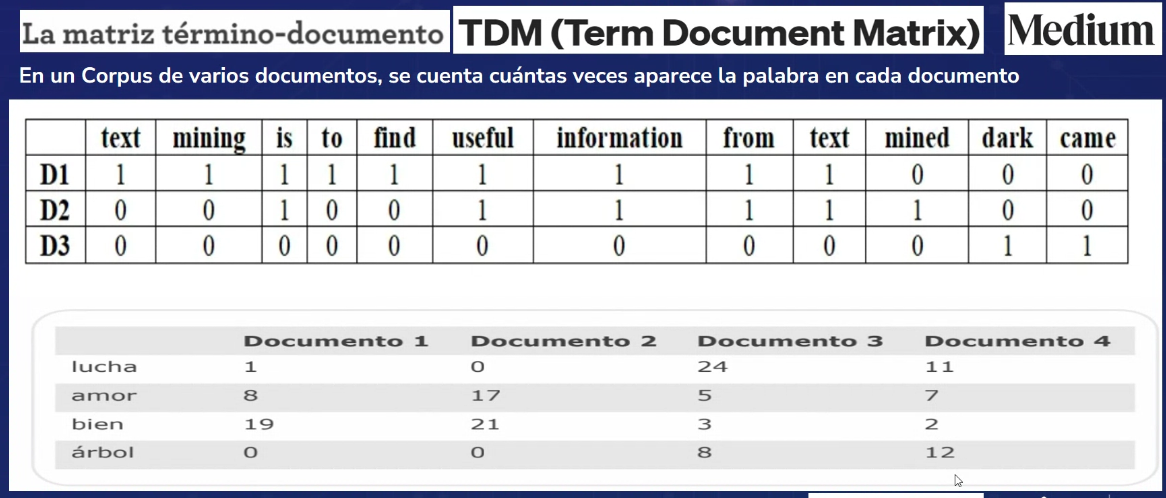 La matriz término-documento TDM (Term Document Matrix) Medium
En un Corpus de varios documentos, se cuenta cuántas veces aparece la palabra en cada documento
text mining is to find useful information from text mined dark came
D1 1 1 1 1 1 1 1 1 1 0 0 0
D2 0 0 1 0 0 1 1 1 1 1 0 0
D3 0 0 0 0 0 0 0 0 0 0 1 1
Documento 1 Documento 2 Documento 3 Documento 4
lucha 1 0 24 11
amor 8 17 5 7
bien 19 21 3 2
árbol 0 0 8 12